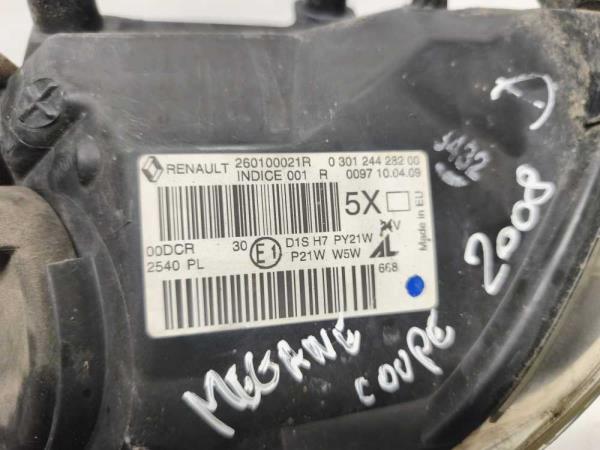 RENAULT 260100021R 0 301 244 282 00
INDICE 001 R 0097 10.04.09
5X
Made in EU
00DCR 30 E1 D1S H7 PY21W
2540 PL P21W W5W AL
668
MEGANE
COUPE
2008